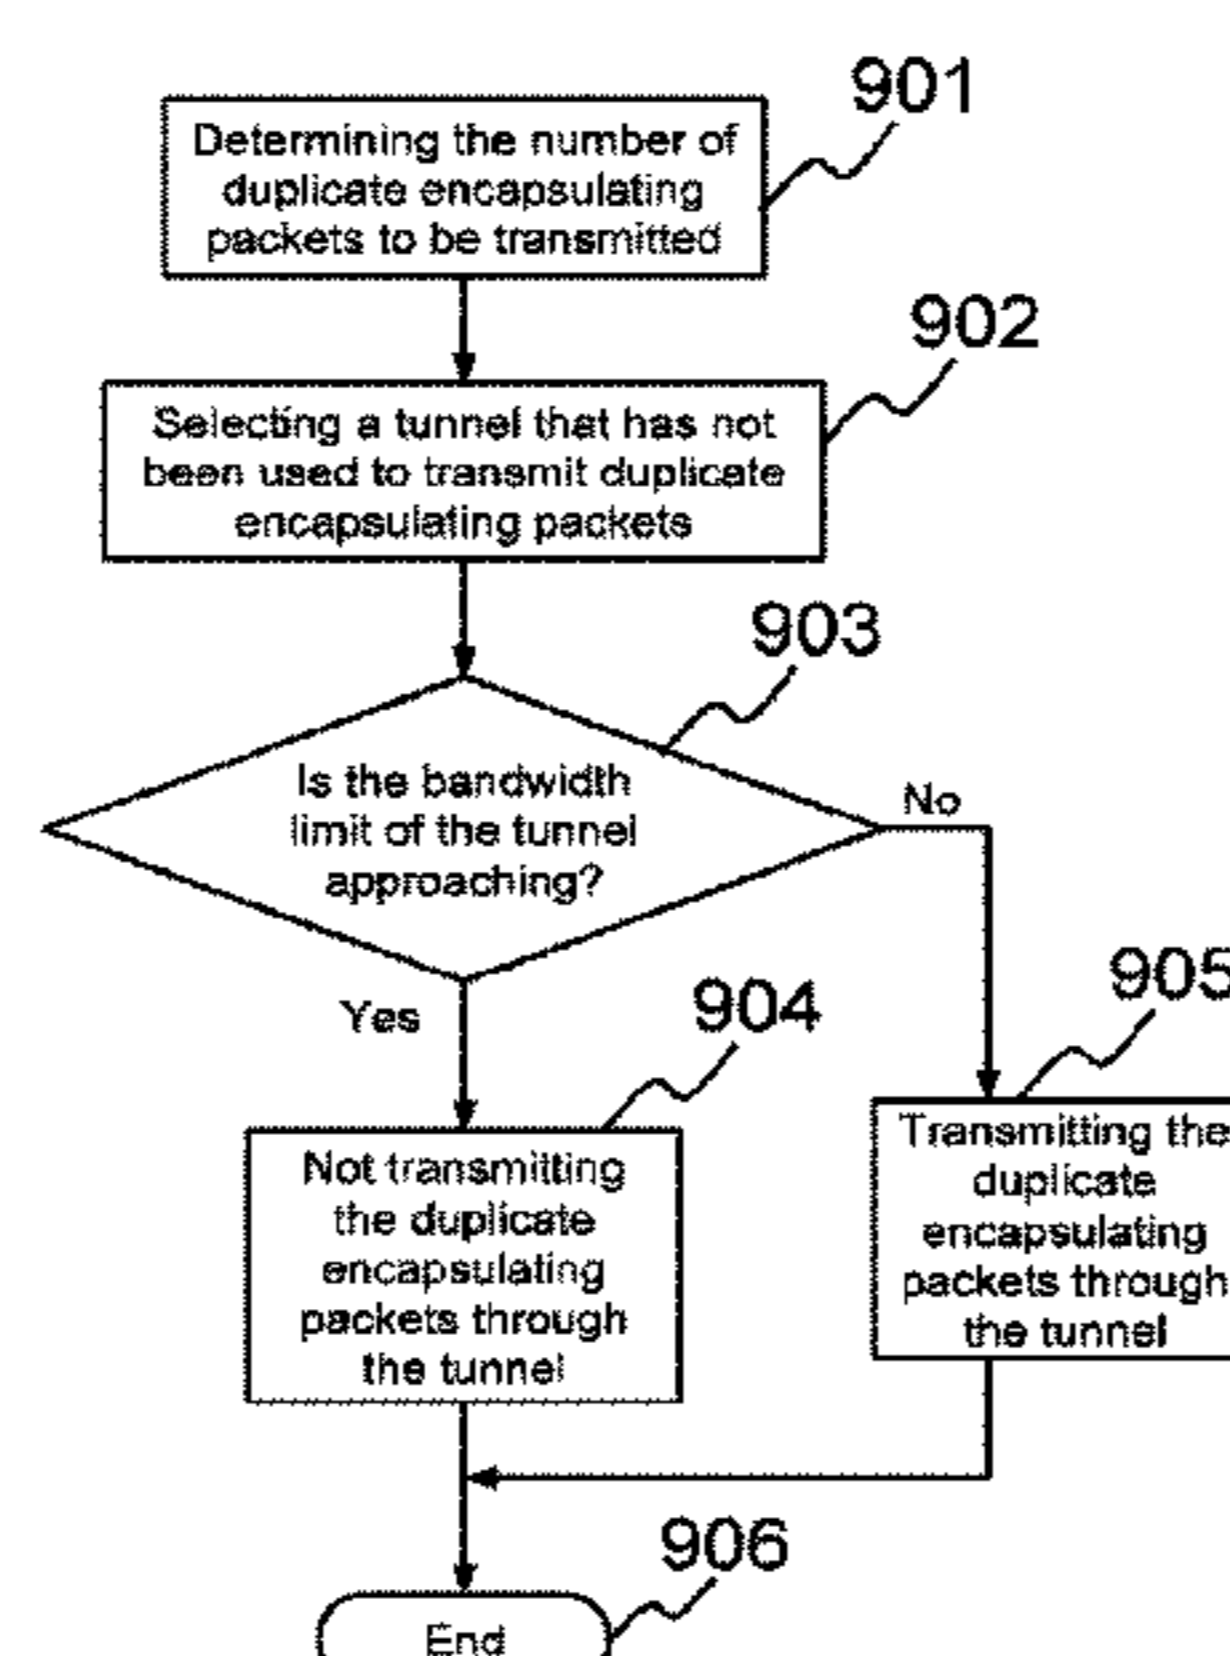 901
Determining the number of
duplicate encapsulating
packets to be transmitted
902
Selecting a tunnel that has not
been used to transmit duplicate
encapsulating packets
903
Is the bandwidth
limit of the tunnel
approaching?
No
Yes
904
905
Not transmitting
the duplicate
encapsulating
packets through
the tunnel
Transmitting the
duplicate
encapsulating
packets through
the tunnel
906
End